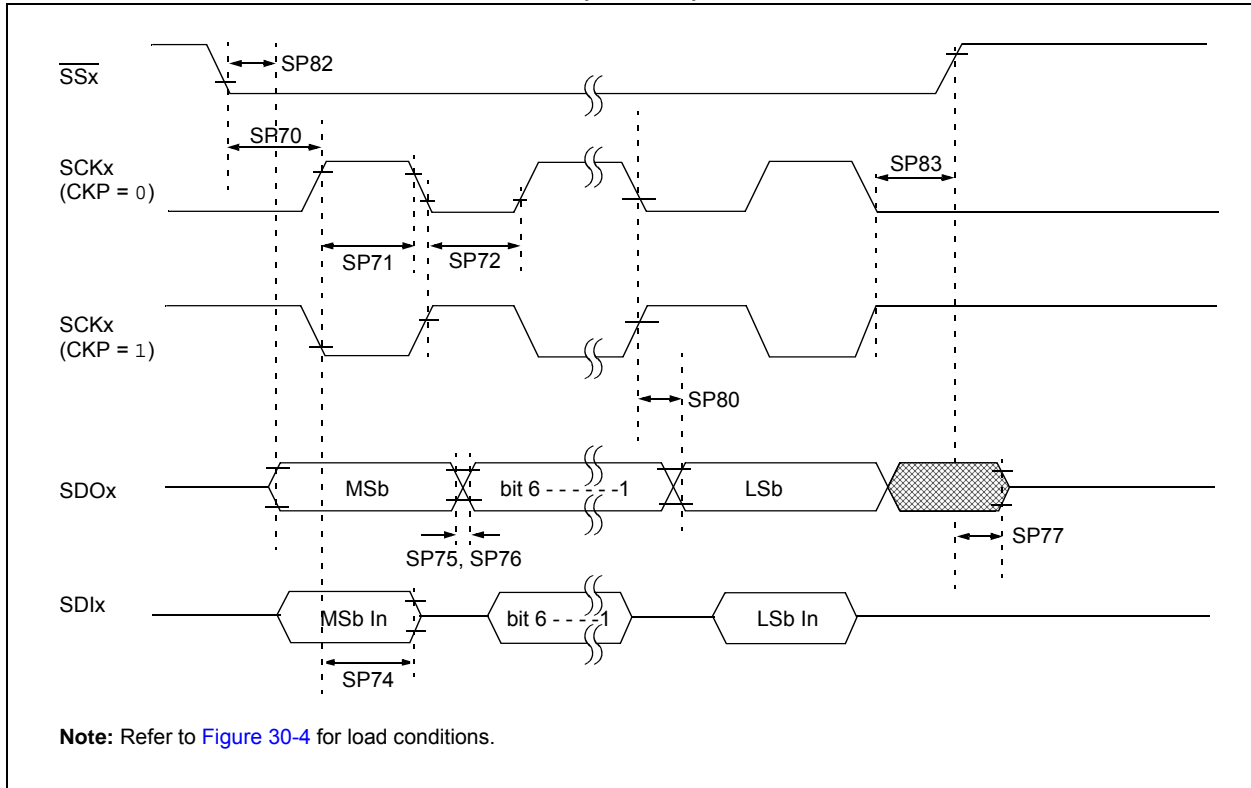 SSx
SP82
SP70
SCKx
(CKP = 0)
SP83
SP71
SP72
SCKx
(CKP = 1)
SP80
SDOx
MSb
bit 6 - - - - - -1
LSb
SP75, SP76
SP77
SDIx
MSb In
bit 6 - - - -1
LSb In
SP74
Note: Refer to Figure 30-4 for load conditions.